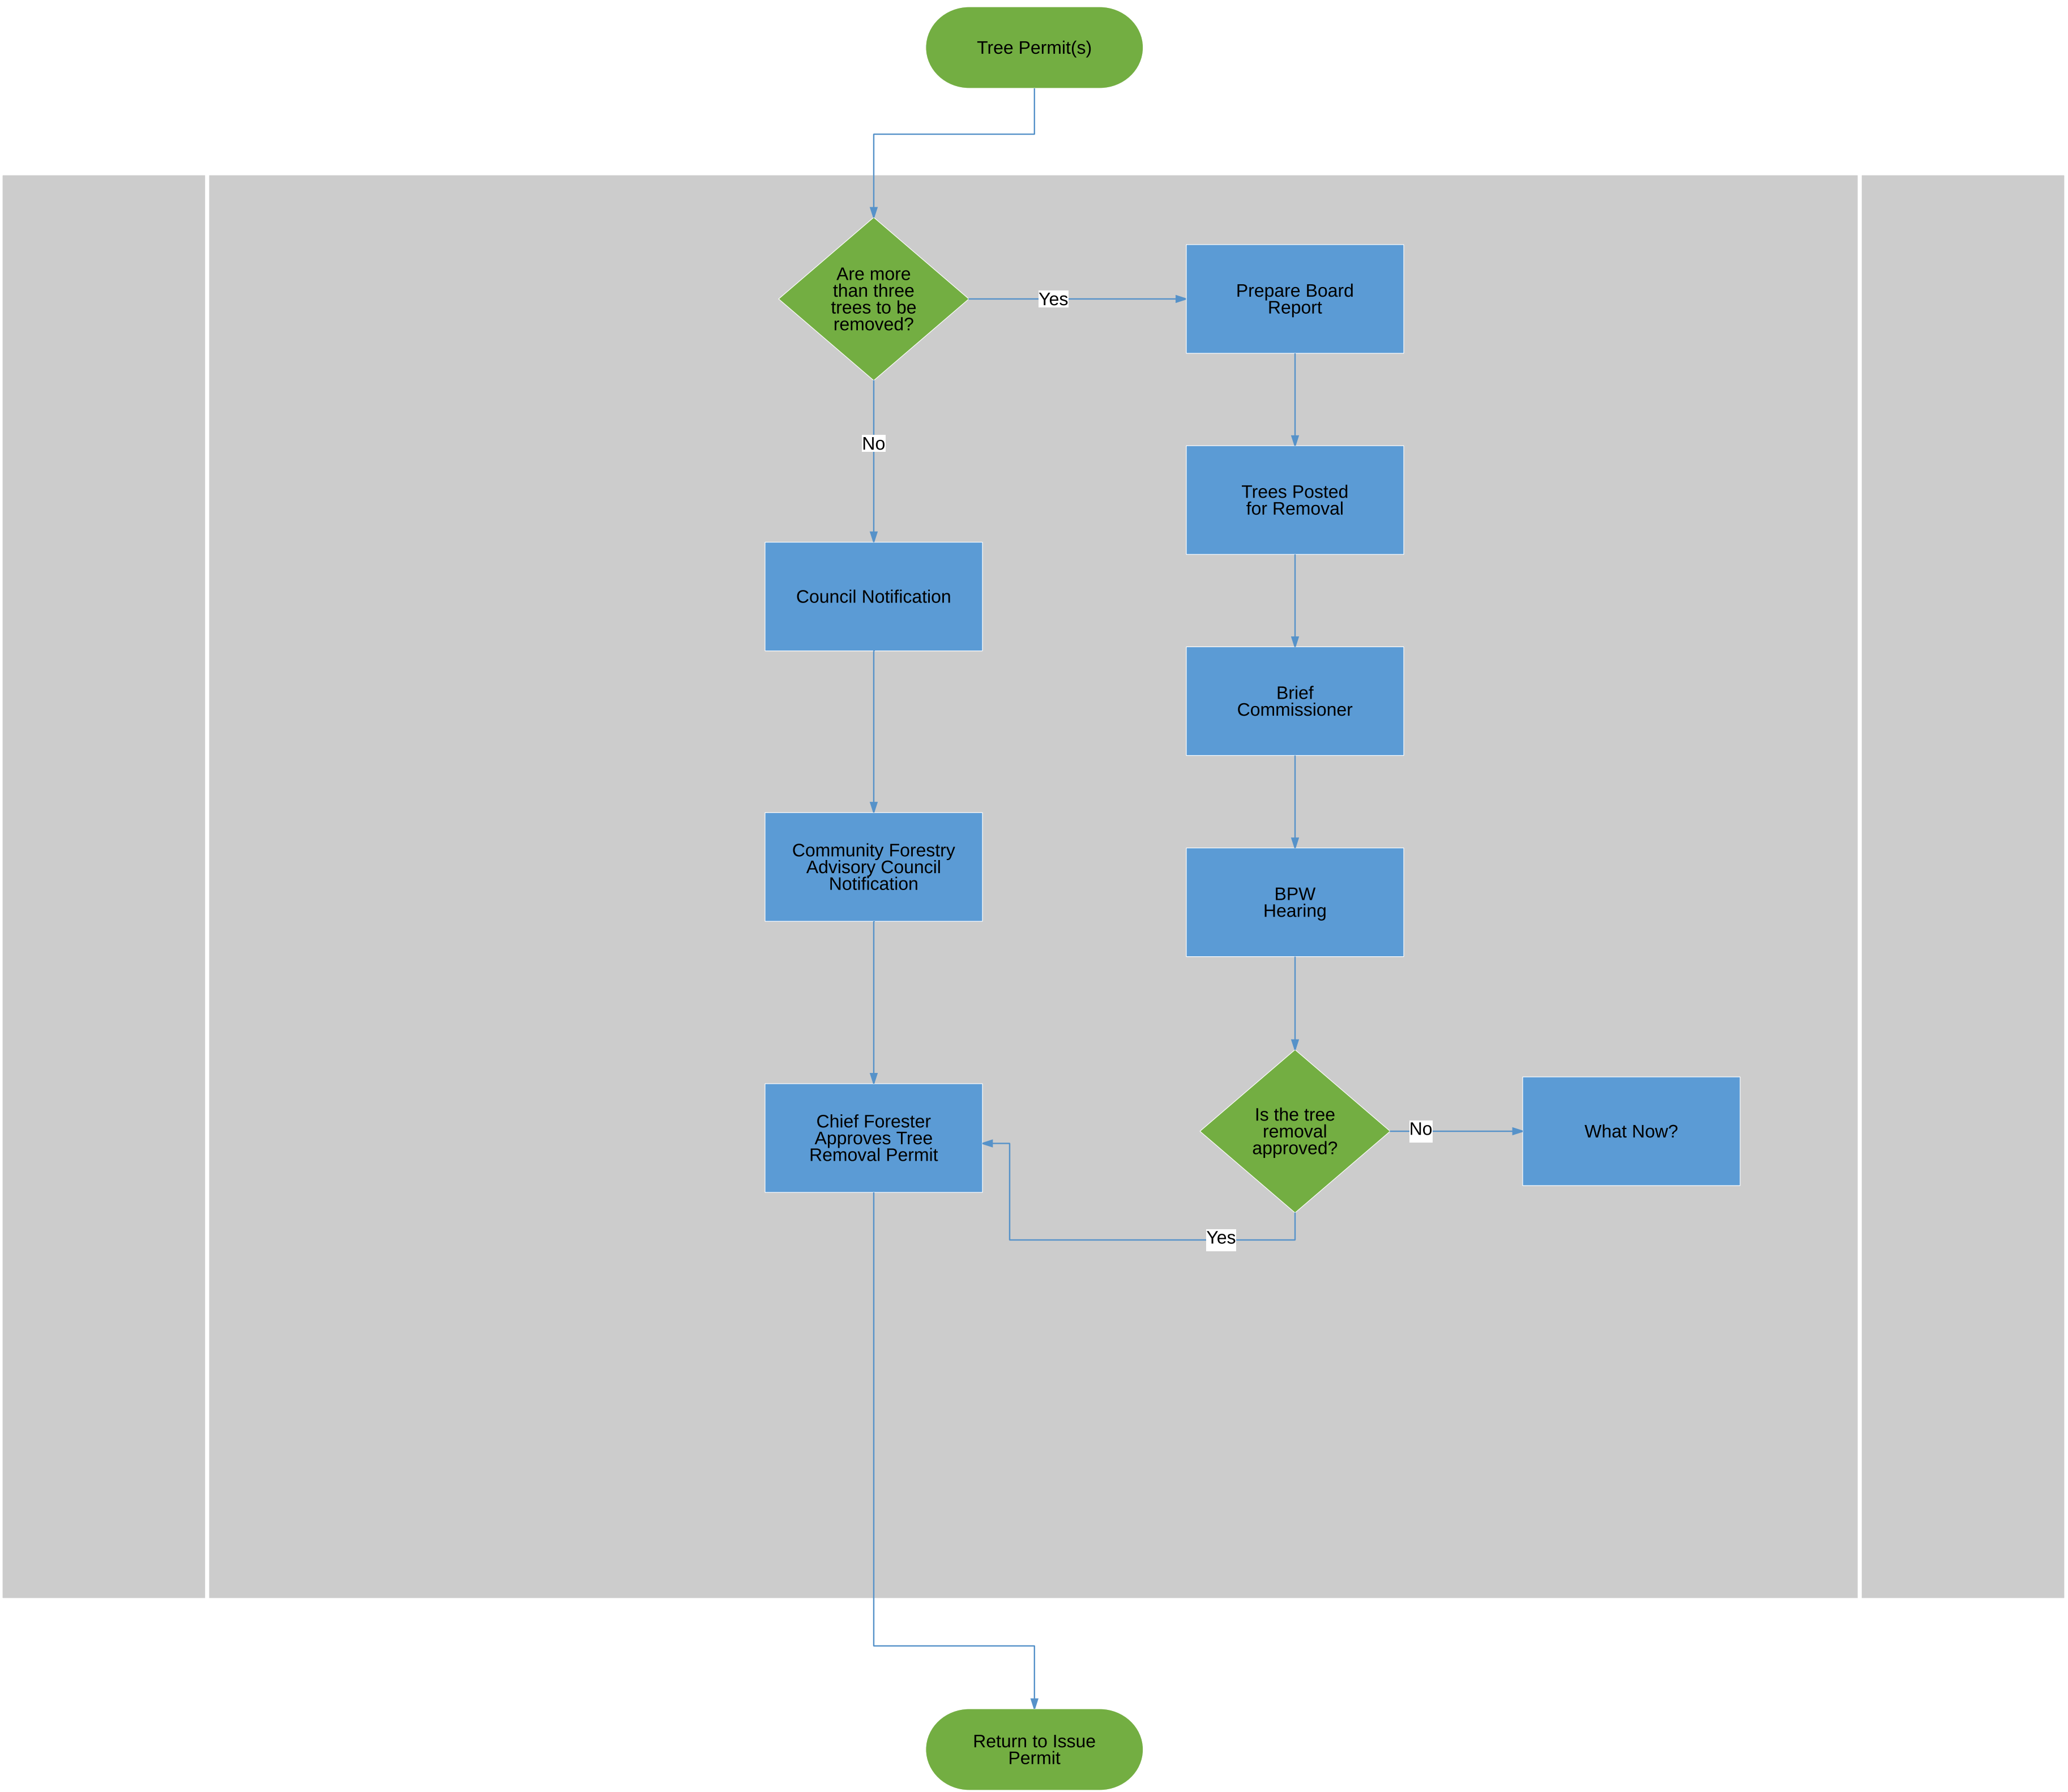 Tree Permit(s)
Are more
than three
trees to be
removed?
Yes
Prepare Board
Report
No
Trees Posted
for Removal
Council Notification
Brief
Commissioner
Community Forestry
Advisory Council
Notification
BPW
Hearing
Chief Forester
Approves Tree
Removal Permit
Is the tree
removal
approved?
No
What Now?
Yes
Return to Issue
Permit